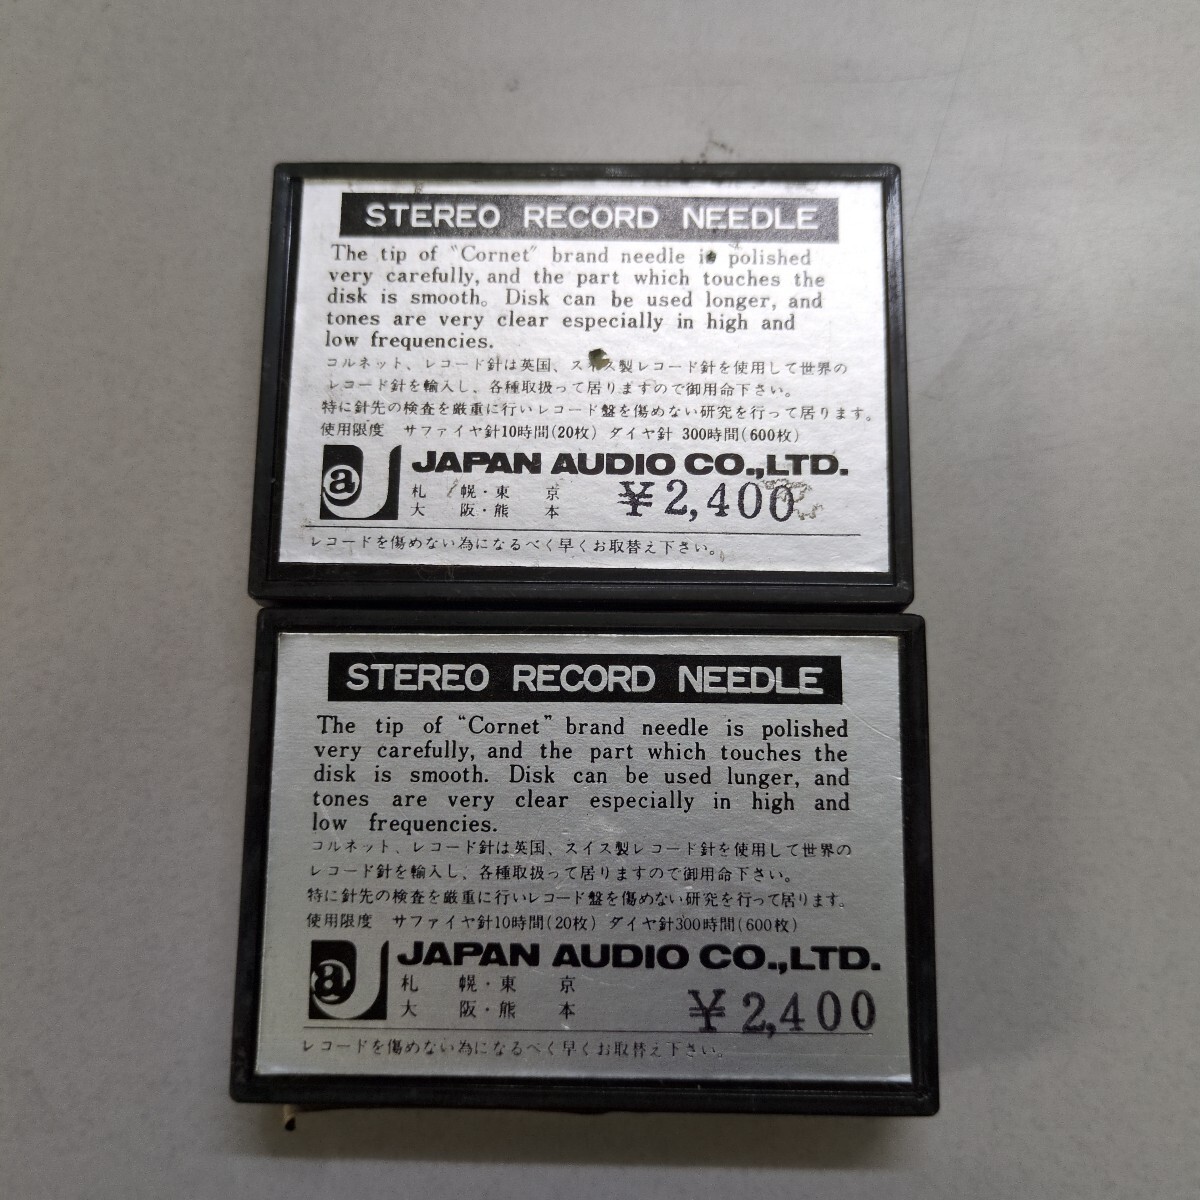 STEREO RECORD NEEDLE
The tip of “Cornet” brand needle is polished
very carefully, and the part which touches the
disk is smooth。 Disk can be used longer, and
tones are very clear especially in high and
low frequencies.
コルネット、レコード針は英国、スイス製レコード針を使用して世界の
レコード針を輸入し、各種取扱って居りますので御用命下さい。
特に針先の検査を厳重に行いレコード盤を傷めない研究を行って居ります。
使用限度 サファイヤ針10時間(20枚) ダイヤ針 300時間(600枚)
a JAPAN AUDIO CO.,LTD.
札幌・東京
大阪・熊本
¥2,400
レコードを傷めない為になるべく早くお取替え下さい。
STEREO RECORD NEEDLE
The tip of “Cornet” brand needle is polished
very carefully, and the part which touches the
disk is smooth. Disk can be used lunger, and
tones are very clear especially in high and
low frequencies.
コルネット、レコード針は英国、スイス製レコード針を使用して世界の
レコード針を輸入し、各種取扱って居りますので御用命下さい。
特に針先の検査を厳重に行いレコード盤を傷めない研究を行って居ります。
使用限度 サファイヤ針10時間(20枚) ダイヤ針300時間(600枚)
a JAPAN AUDIO CO.,LTD.
札幌・東京
大阪・熊本
¥2,400
レコードを傷めない為になるべく早くお取替え下さい。